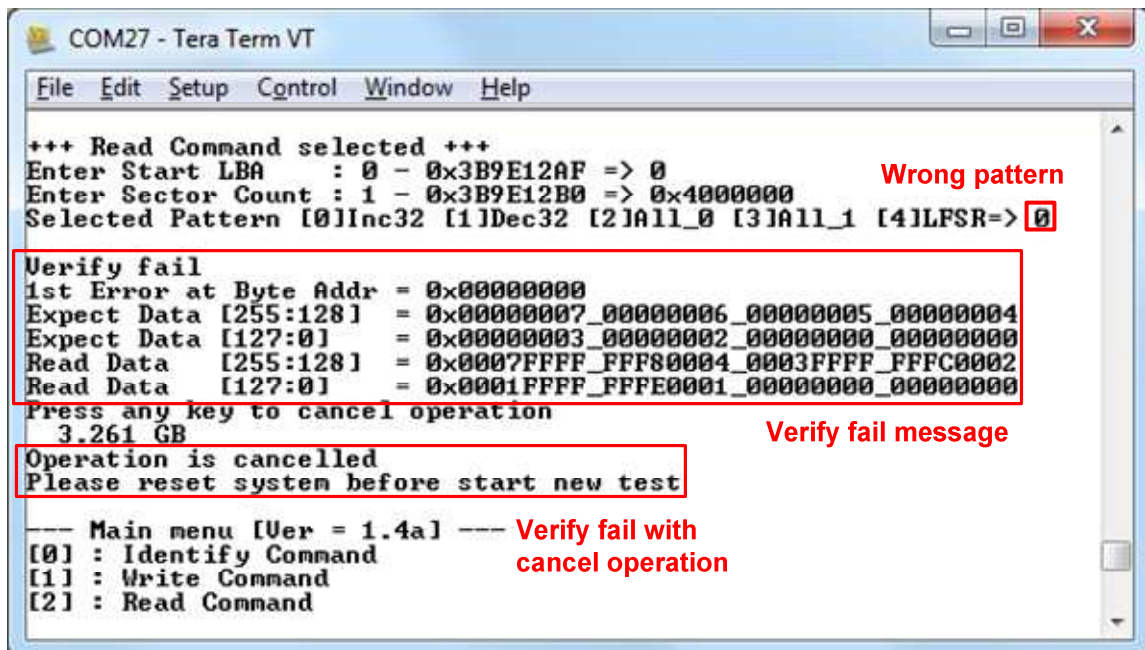 COM27 - Tera Term VT
File Edit Setup Control Window Help
+++ Read Command selected +++
Enter Start LBA : 0 - 0x3B9E12AF => 0
Wrong pattern
Enter Sector Count : 1 - 0x3B9E12B0 => 0x4000000
Selected Pattern [0]Inc32 [1]Dec32 [2]All_0 [3]All_1 [4]LFSR=> 0
Verify fail
1st Error at Byte Addr = 0x00000000
Expect Data [255:128] = 0x00000007_00000006_00000005_00000004
Expect Data [127:0] = 0x00000003_00000002_00000000_00000000
Read Data [255:128] = 0x0007FFFF_FFF80004_0003FFFF_FFFC0002
Read Data [127:0] = 0x0001FFFF_FFFE0001_00000000_00000000
Press any key to cancel operation
3.261 GB
Verify fail message
Operation is cancelled
Please reset system before start new test
--- Main menu [Ver = 1.4a] ---
Verify fail with
cancel operation
[0] : Identify Command
[1] : Write Command
[2] : Read Command